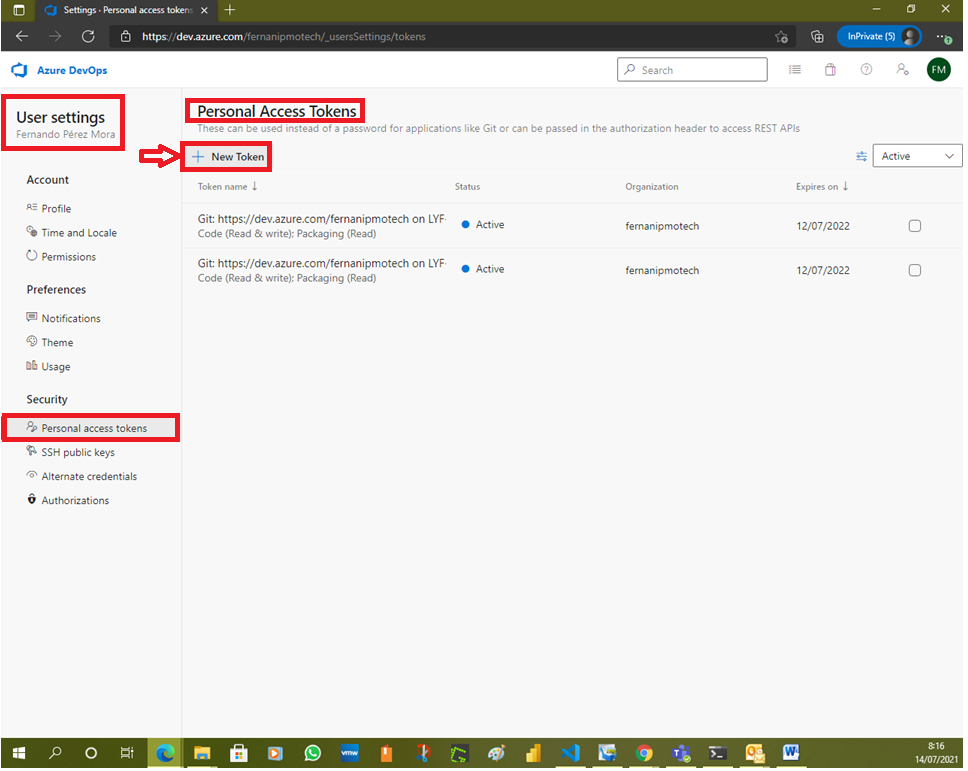 Settings - Personal access tokens
https://dev.azure.com/fernanipmotech/_usersSettings/tokens
InPrivate (5)
Azure DevOps
Search
FM
User settings
Fernando Pérez Mora
Account
Profile
Time and Locale
Permissions
Preferences
Notifications
Theme
Usage
Security
Personal access tokens
SSH public keys
Alternate credentials
Authorizations
Personal Access Tokens
These can be used instead of a password for applications like Git or can be passed in the authorization header to access REST APIs
New Token
Active
Token name ↓ Status Organization Expires on ↓
Git: https://dev.azure.com/fernanipmotech on LYF-
Code (Read & write); Packaging (Read)
Active
fernanipmotech
12/07/2022
Git: https://dev.azure.com/fernanipmotech on LYF-
Code (Read & write); Packaging (Read)
Active
fernanipmotech
12/07/2022
vmw
8:16
14/07/2021